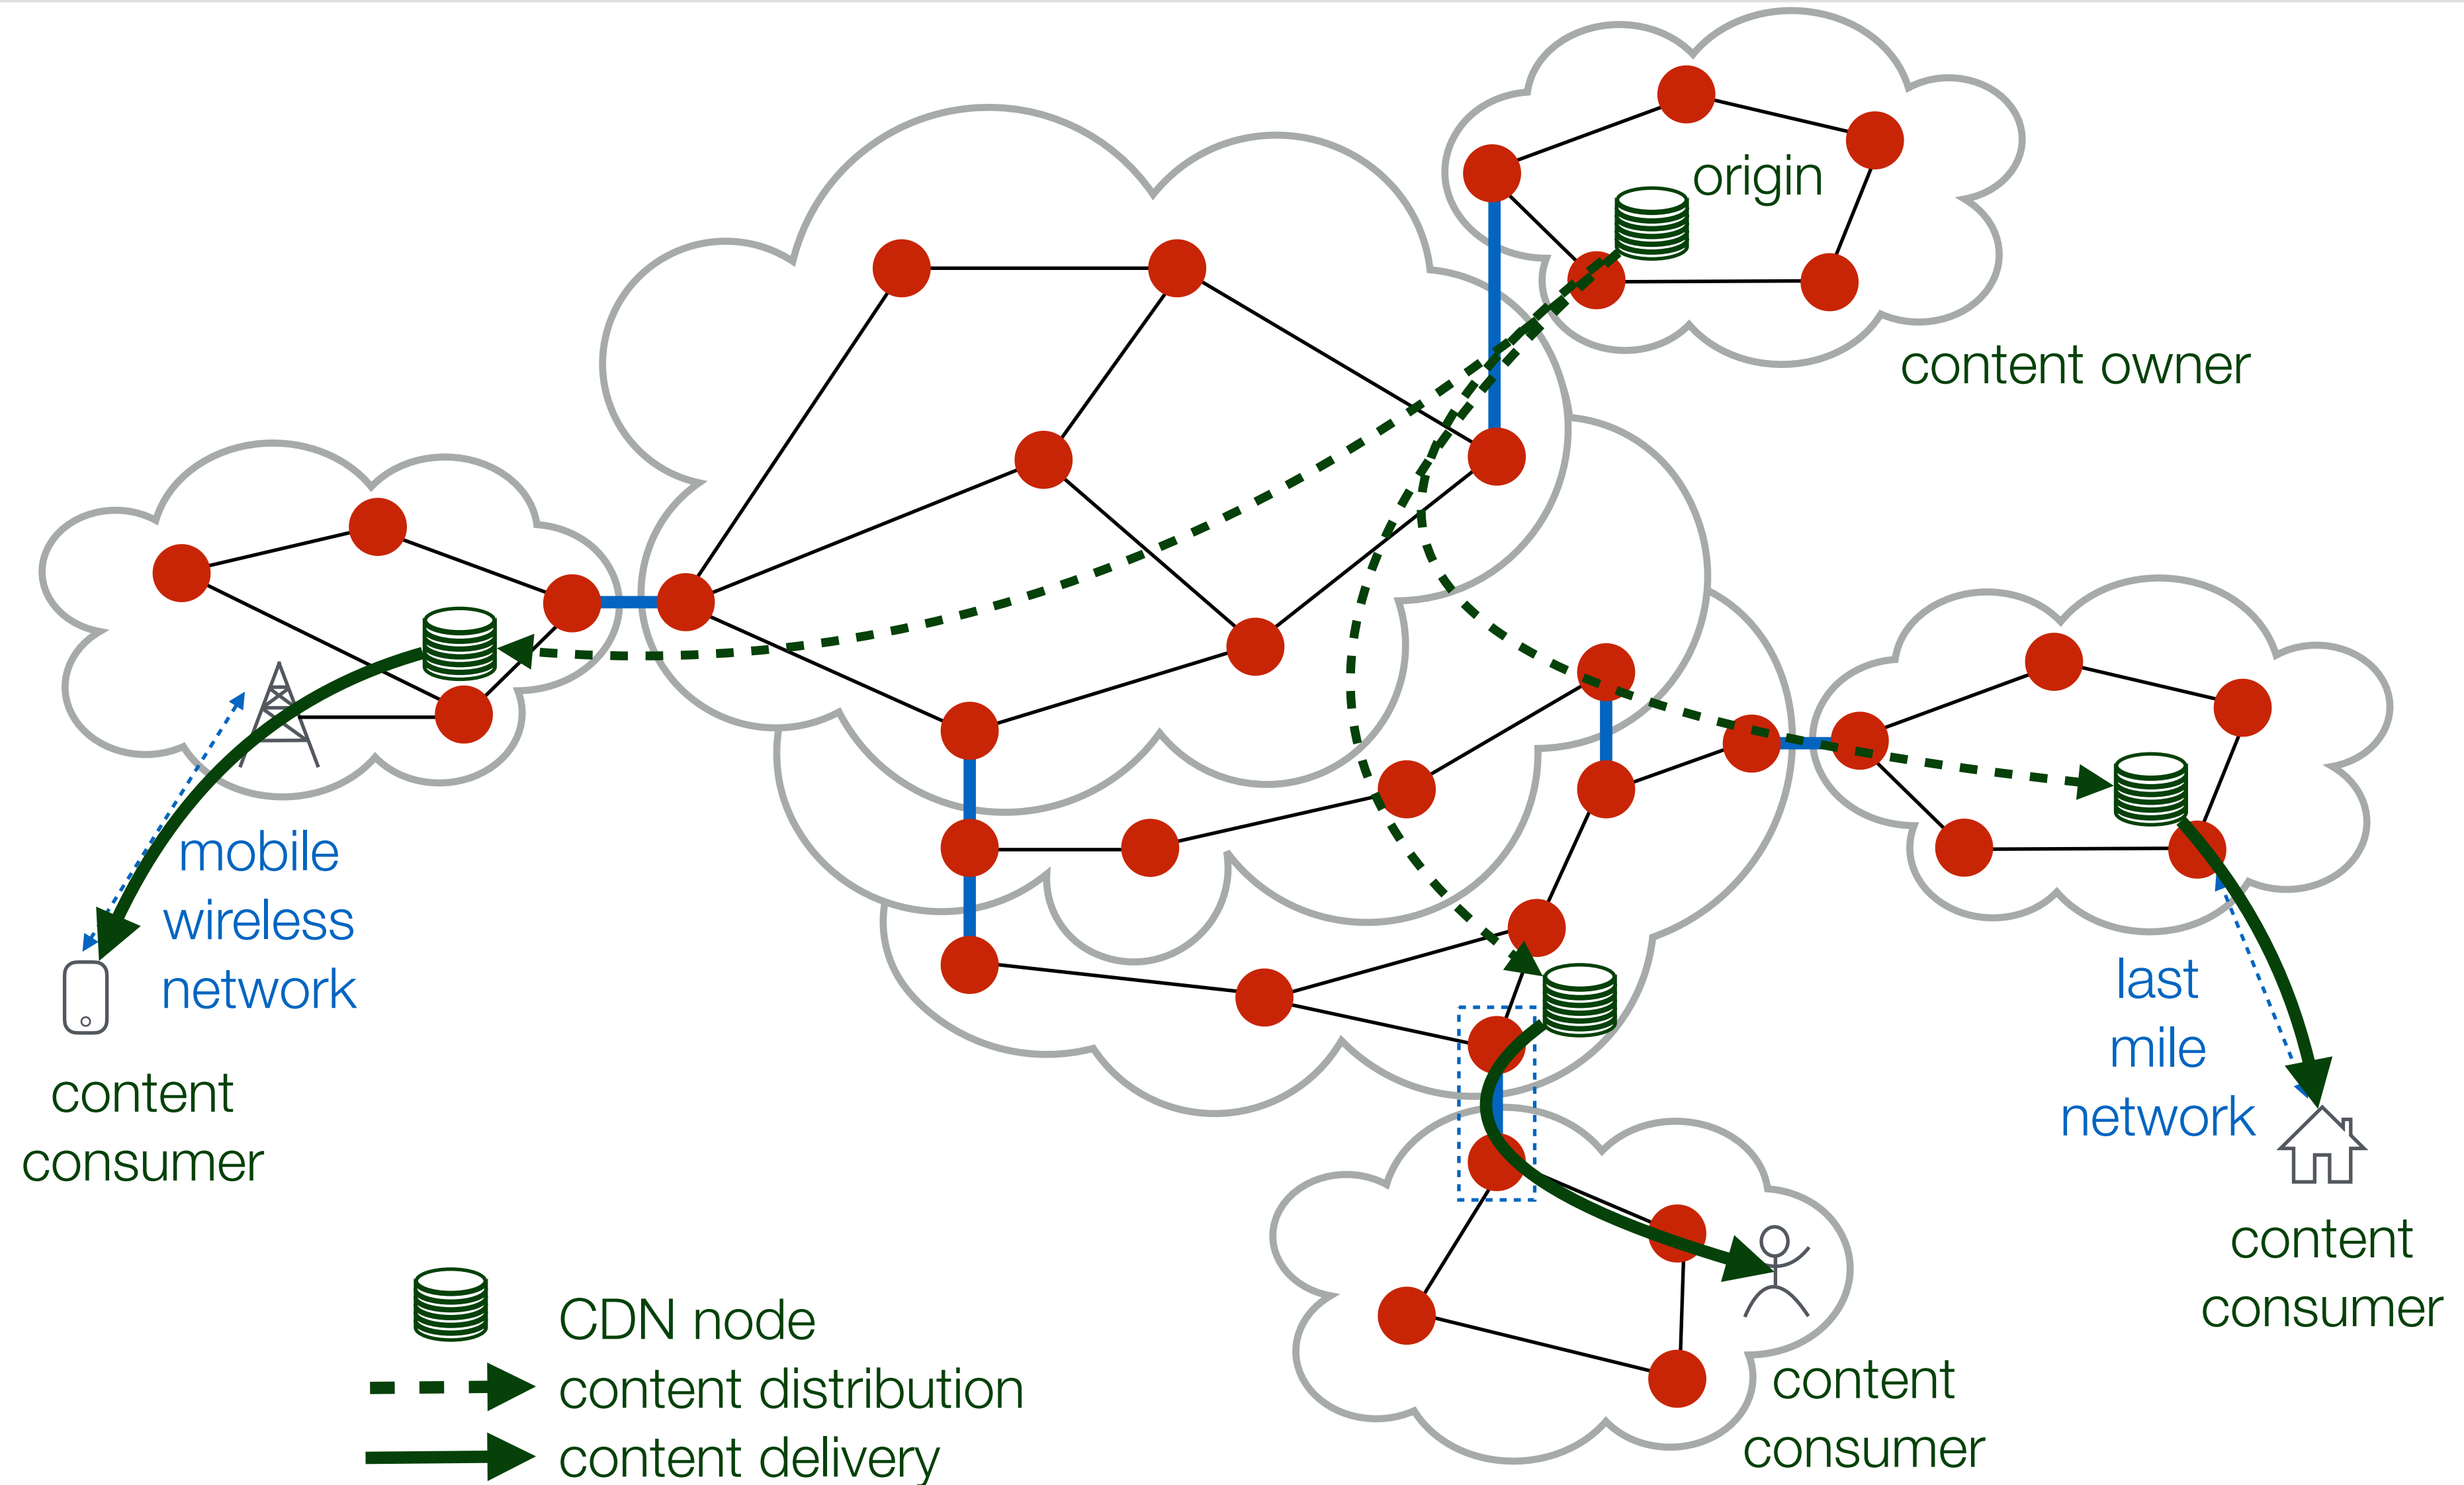 origin
content owner
mobile
wireless
network
content
consumer
last
mile
network
content
consumer
content
consumer
CDN node
content distribution
content delivery